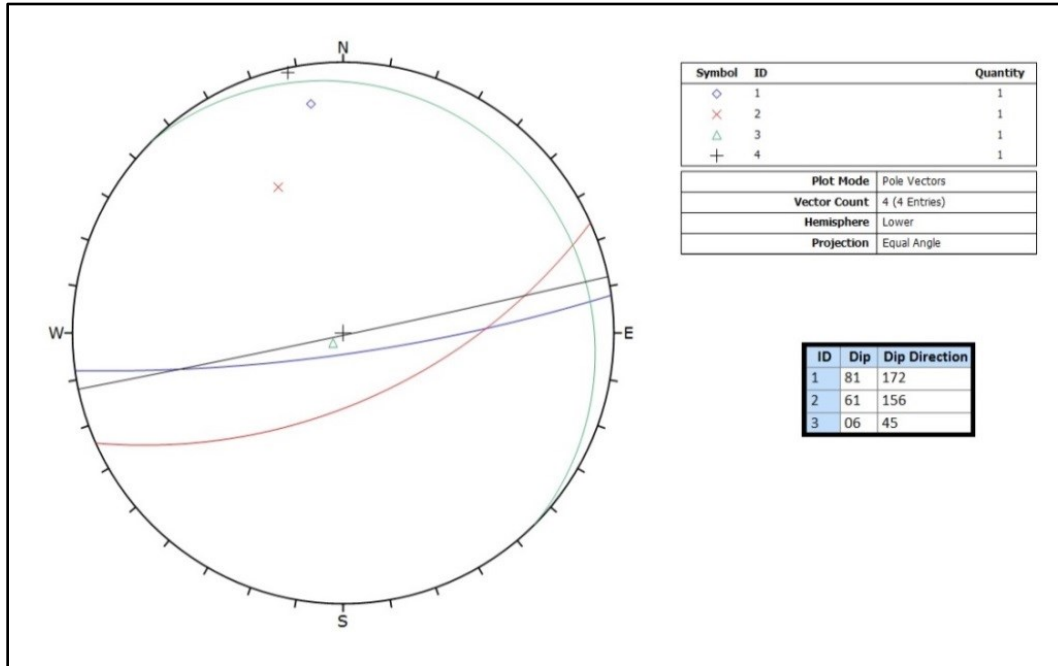 N
W
E
S
Symbol ID Quantity
1 1
2 1
3 1
4 1
Plot Mode Pole Vectors
Vector Count 4 (4 Entries)
Hemisphere Lower
Projection Equal Angle
ID Dip Dip Direction
1 81 172
2 61 156
3 06 45